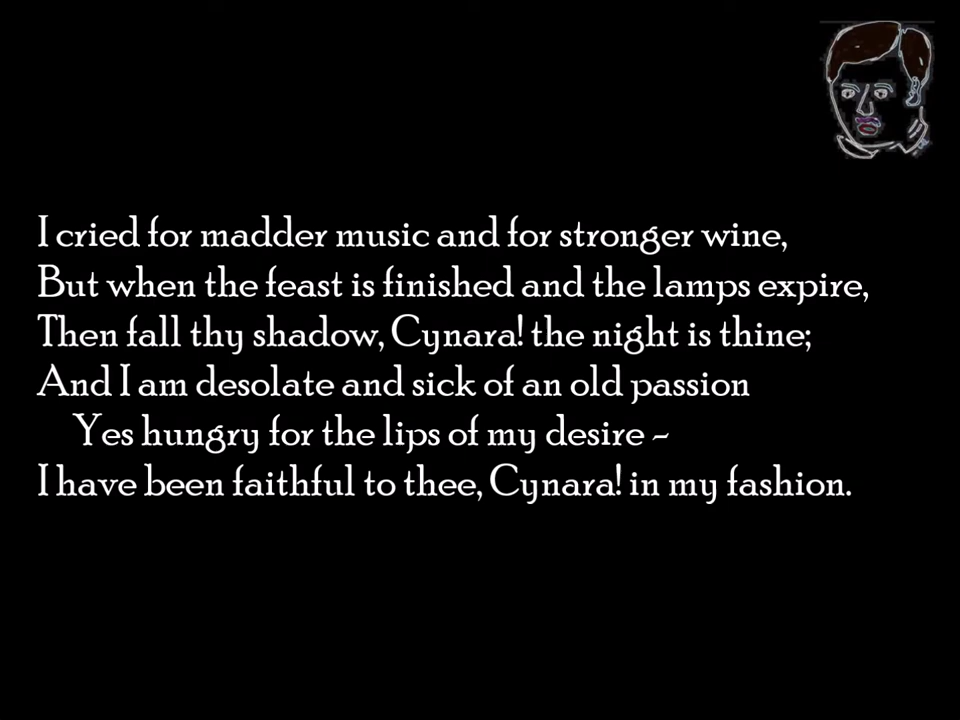 I cried for madder music and for stronger wine,
But when the feast is finished and the lamps expire,
Then fall thy shadow, Cynara! the night is thine;
And I am desolate and sick of an old passion
Yes hungry for the lips of my desire -
I have been faithful to thee, Cynara! in my fashion.